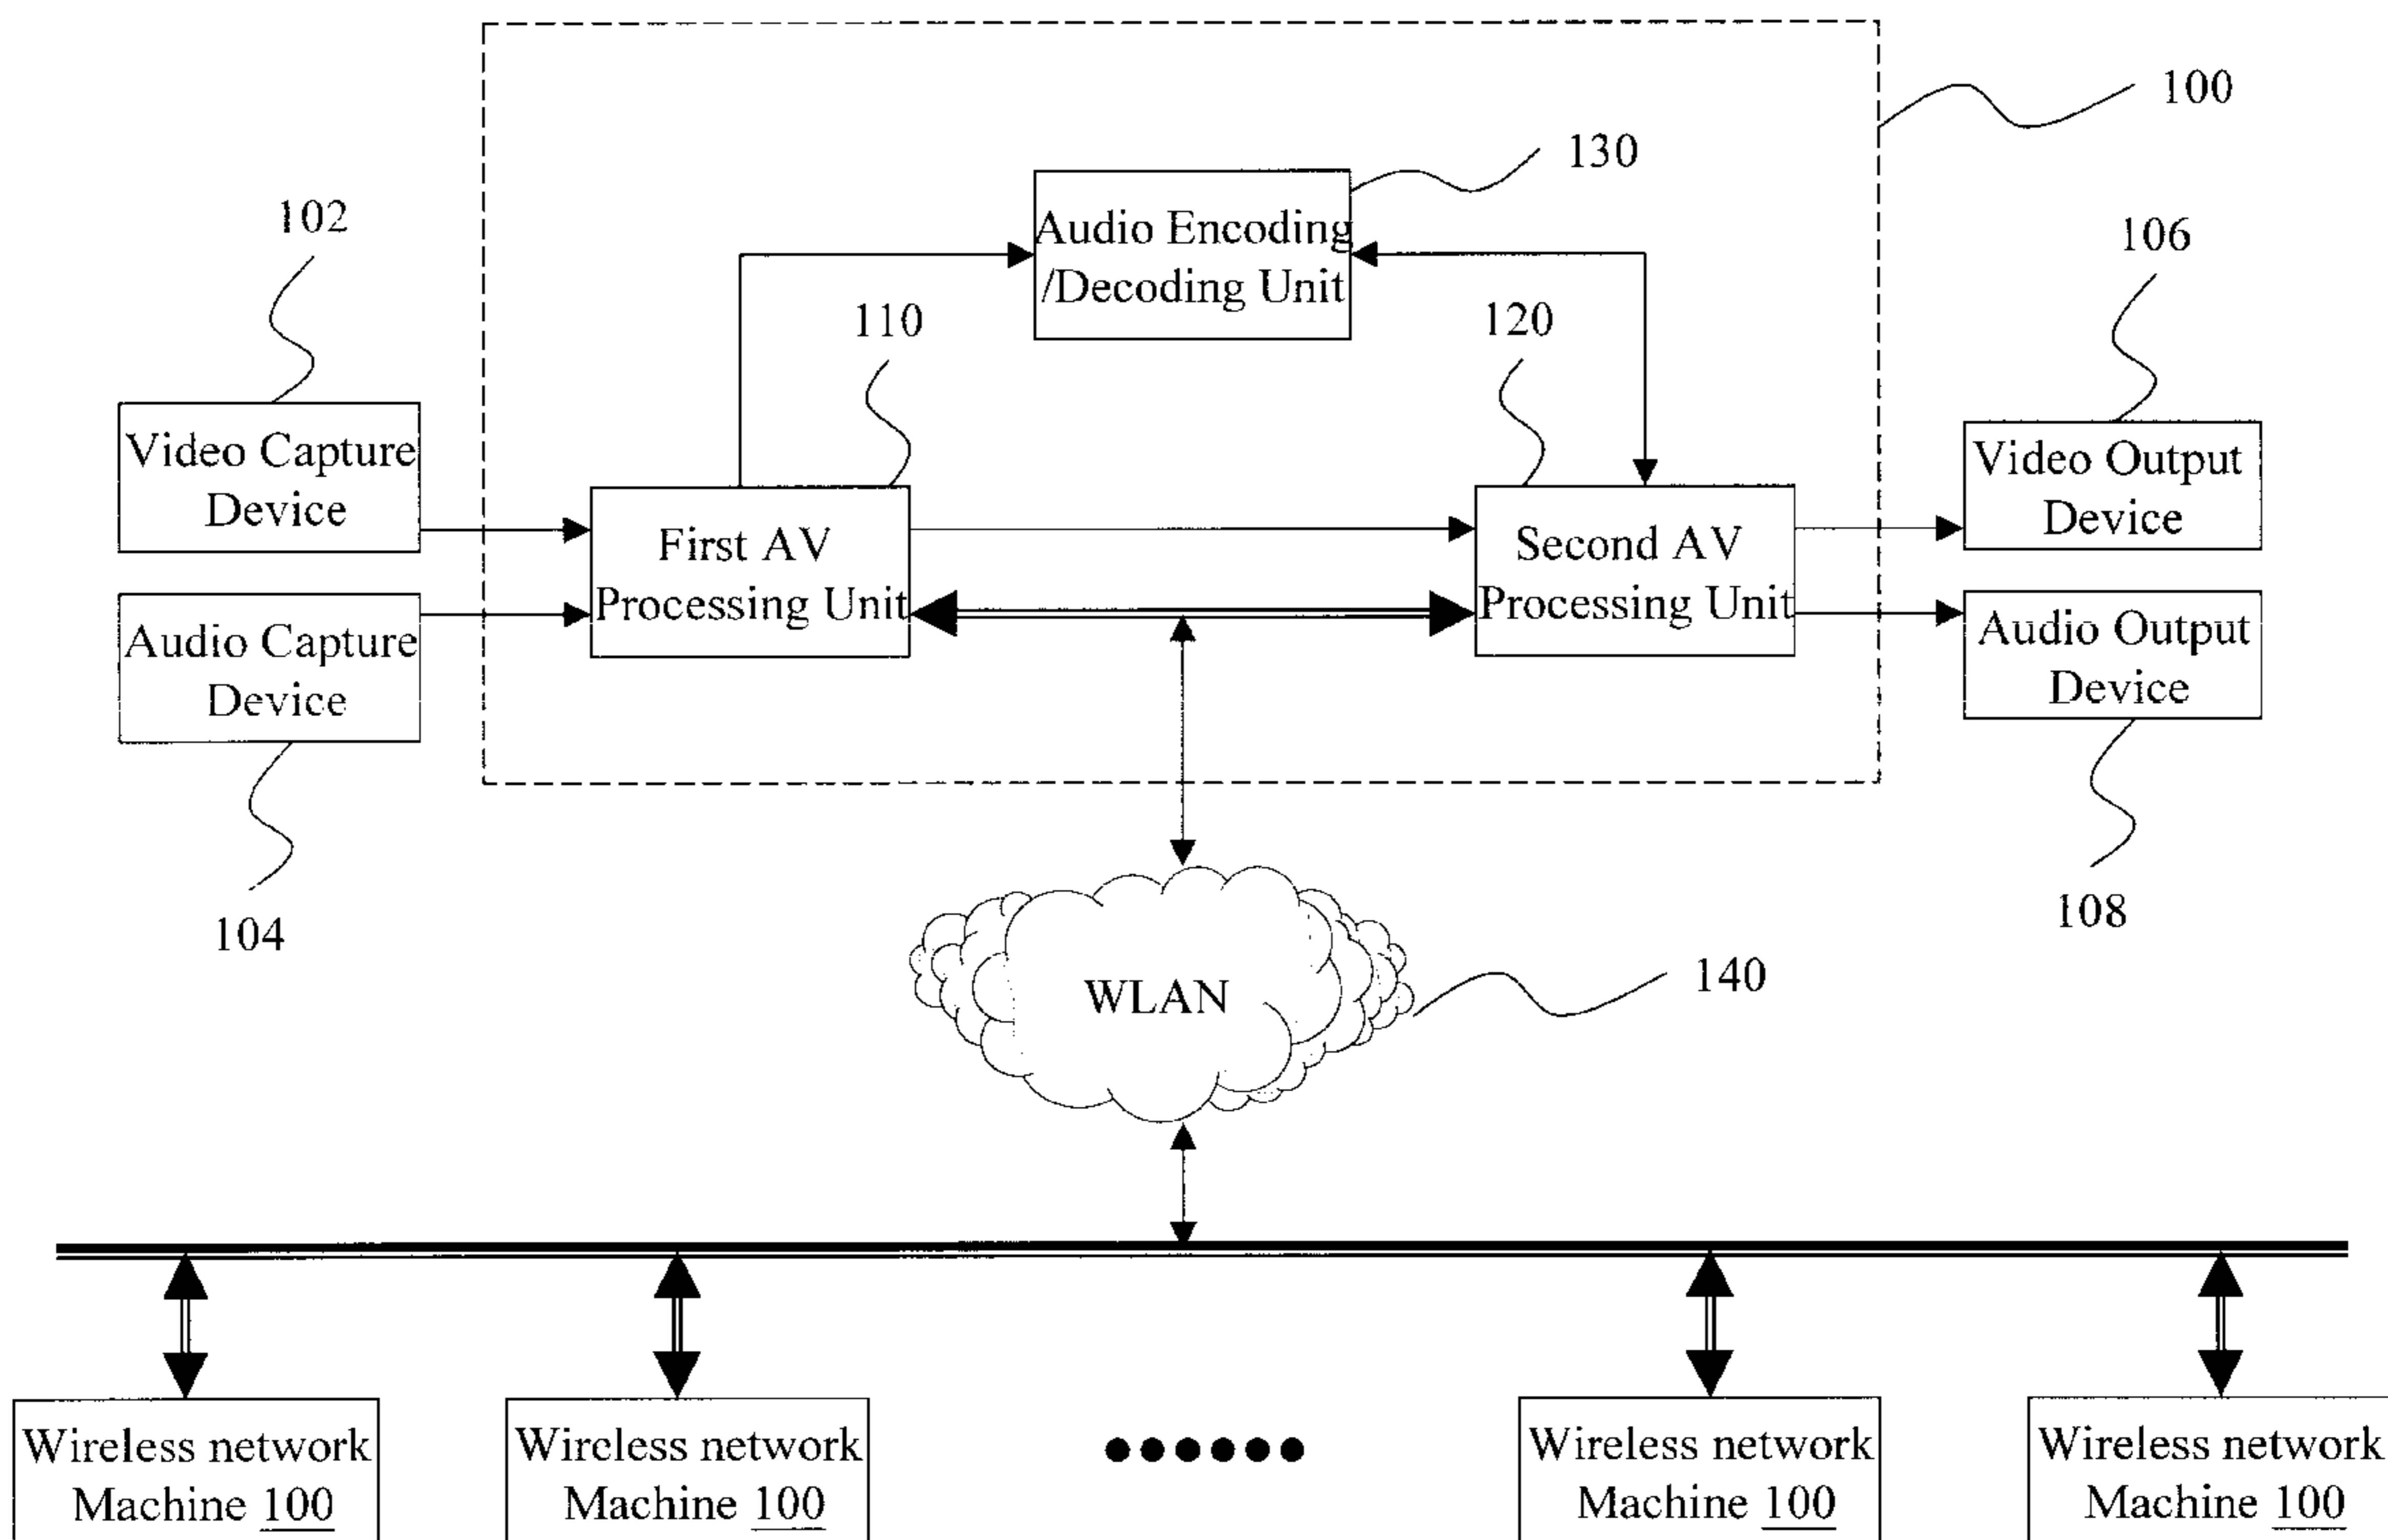 100
130
Audio Encoding
/Decoding Unit
102
106
110
120
Video Capture
Device
Video Output
Device
First AV
Processing Unit
Second AV
Processing Unit
Audio Capture
Device
Audio Output
Device
104
108
WLAN
140
Wireless network
Machine 100
Wireless network
Machine 100
Wireless network
Machine 100
Wireless network
Machine 100